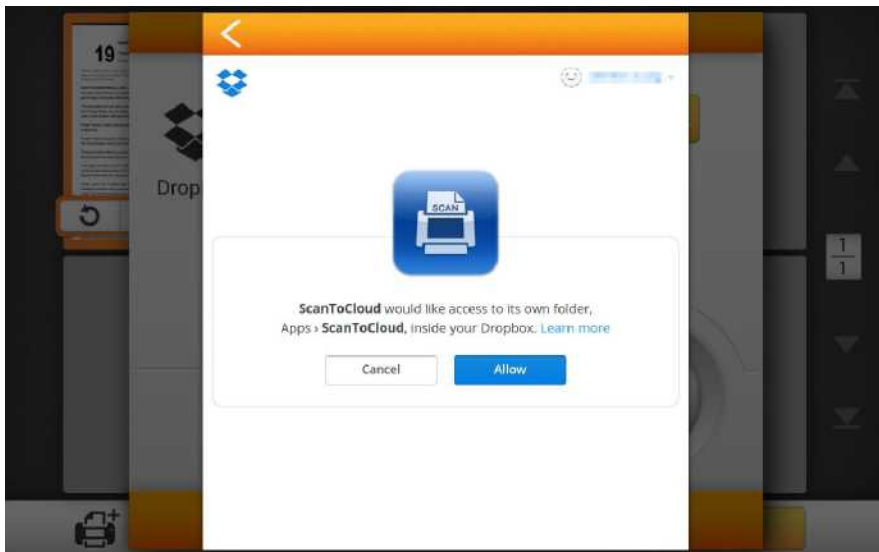 19
Drop
SCAN
ScanToCloud would like access to its own folder,
Apps › ScanToCloud, inside your Dropbox. Learn more
Cancel
Allow
1
1